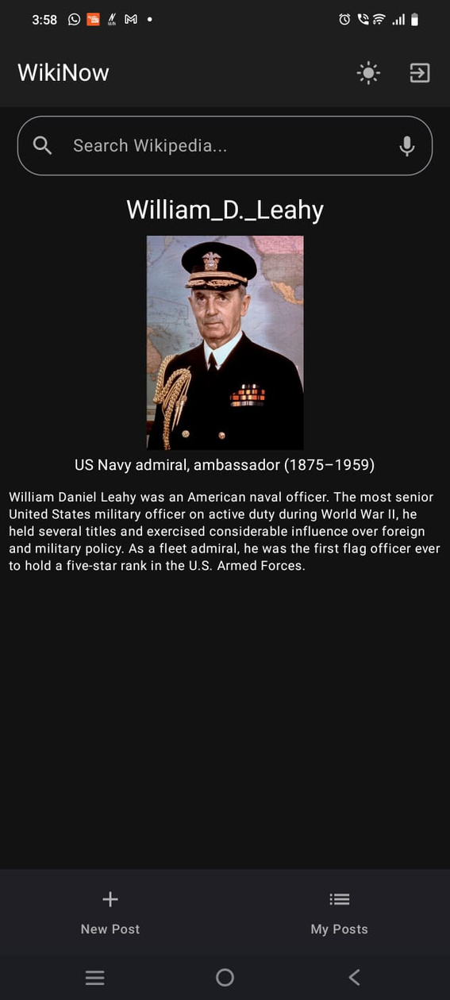 3:58
WikiNow
Search Wikipedia...
William_D._Leahy
US Navy admiral, ambassador (1875–1959)
William Daniel Leahy was an American naval officer. The most senior
United States military officer on active duty during World War II, he
held several titles and exercised considerable influence over foreign
and military policy. As a fleet admiral, he was the first flag officer ever
to hold a five-star rank in the U.S. Armed Forces.
New Post
My Posts